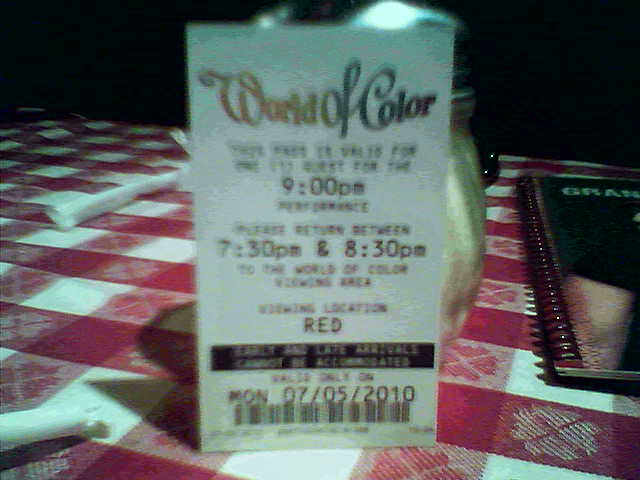 World Of Color
THIS PASS IS VALID FOR
ONE (1) GUEST FOR THE
9:00pm
PERFORMANCE
PLEASE RETURN BETWEEN
7:30pm & 8:30pm
TO THE WORLD OF COLOR
VIEWING AREA
VIEWING LOCATION
RED
EARLY AND LATE ARRIVALS
CANNOT BE ACCOMMODATED
VALID ONLY ON
MON 07/05/2010
GRAN